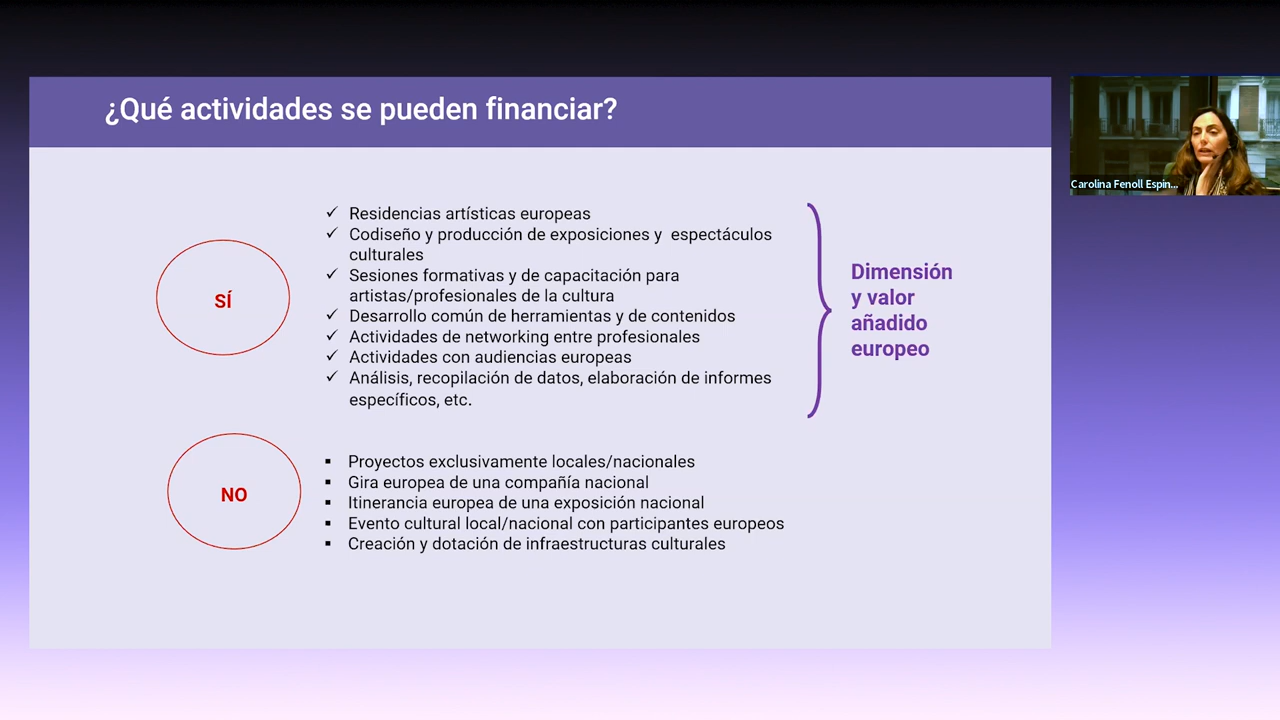 ¿Qué actividades se pueden financiar?
Carolina Fenoll Espin...
SÍ
✓ Residencias artísticas europeas
✓ Codiseño y producción de exposiciones y espectáculos
culturales
✓ Sesiones formativas y de capacitación para
artistas/profesionales de la cultura
✓ Desarrollo común de herramientas y de contenidos
✓ Actividades de networking entre profesionales
✓ Actividades con audiencias europeas
✓ Análisis, recopilación de datos, elaboración de informes
específicos, etc.
Dimensión
y valor
añadido
europeo
NO
▪ Proyectos exclusivamente locales/nacionales
▪ Gira europea de una compañía nacional
▪ Itinerancia europea de una exposición nacional
▪ Evento cultural local/nacional con participantes europeos
▪ Creación y dotación de infraestructuras culturales